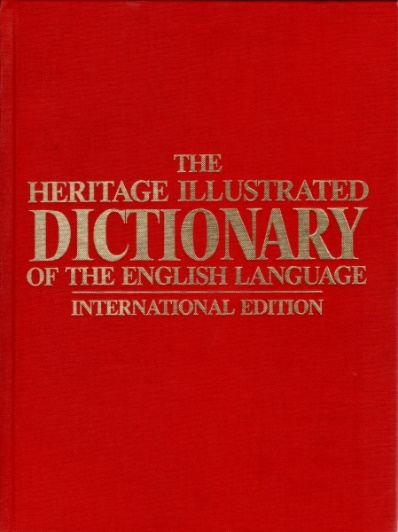 THE
HERITAGE ILLUSTRATED
DICTIONARY
OF THE ENGLISH LANGUAGE
INTERNATIONAL EDITION